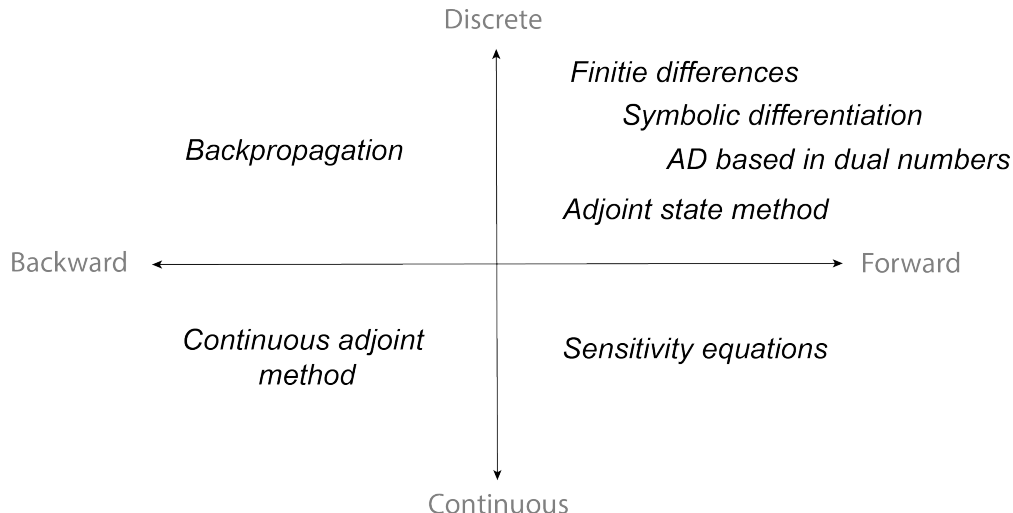 Discrete
Finitie differences
Symbolic differentiation
Backpropagation
AD based in dual numbers
Adjoint state method
Backward
Forward
Continuous adjoint
method
Sensitivity equations
Continuous